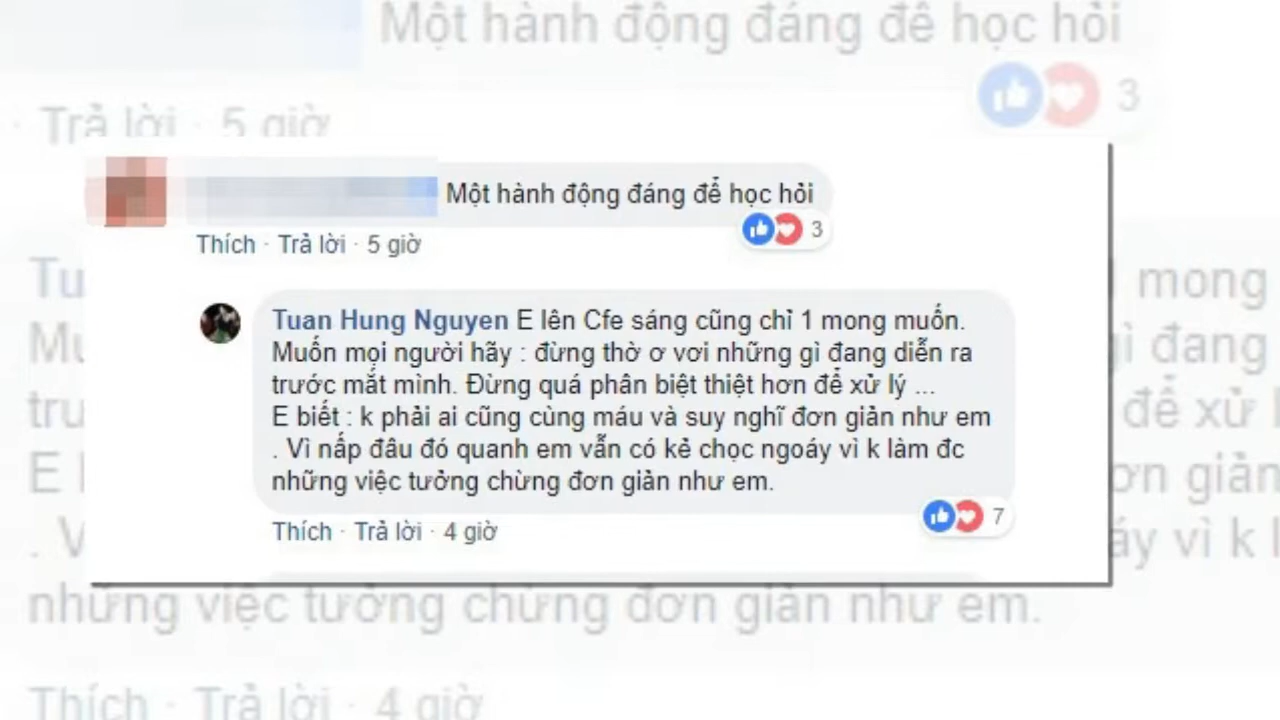 Một hành động đáng để học hỏi
3
· Trả lời · 5 giờ
Một hành động đáng để học hỏi
3
Thích · Trả lời · 5 giờ
Tuan Hung Nguyen E lên Cfe sáng cũng chỉ 1 mong muốn.
Muốn mọi người hãy : đừng thờ ơ vơi những gì đang diễn ra
trước mắt mình. Đừng quá phân biệt thiệt hơn để xử lý ...
E biết : k phải ai cũng cùng máu và suy nghĩ đơn giản như em
. Vì nấp đâu đó quanh em vẫn có kẻ chọc ngoáy vì k làm đc
những việc tưởng chừng đơn giản như em.
7
Thích · Trả lời · 4 giờ
mong
đang
để xử
giản
vì k
những việc tưởng chừng đơn giản như em.
Thích · Trả lời · 4 giờ